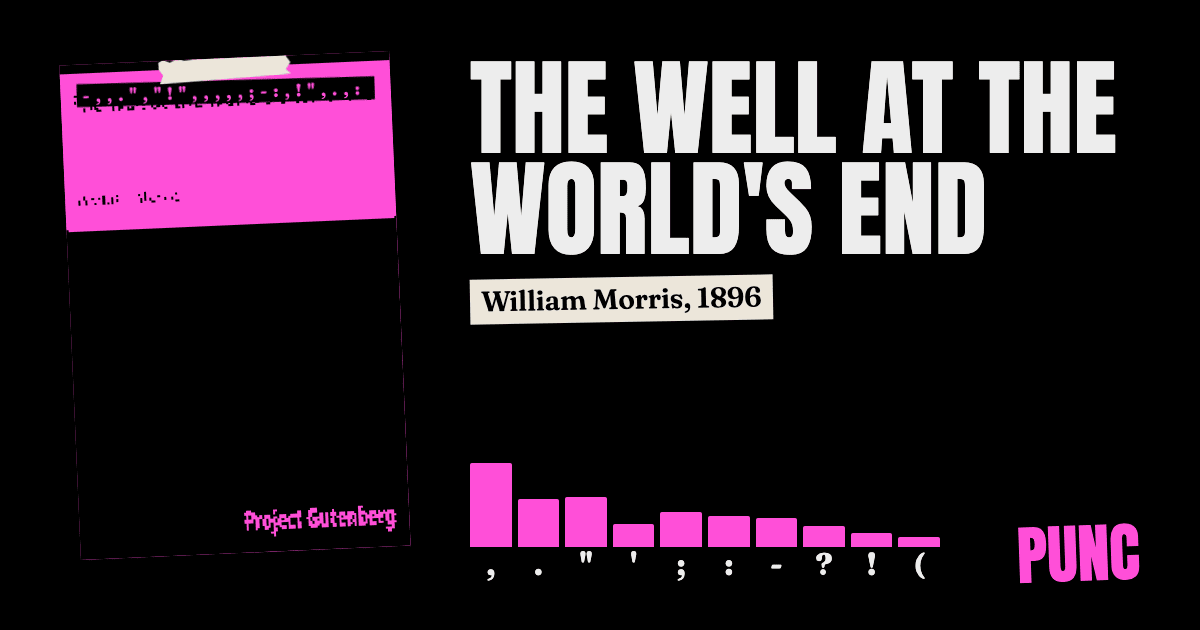 -,,.","!",,,,,;-:,!",.,:
Project Gutenberg
THE WELL AT THE
WORLD'S END
William Morris, 1896
, . " ' ; : - ? ! (
PUNC